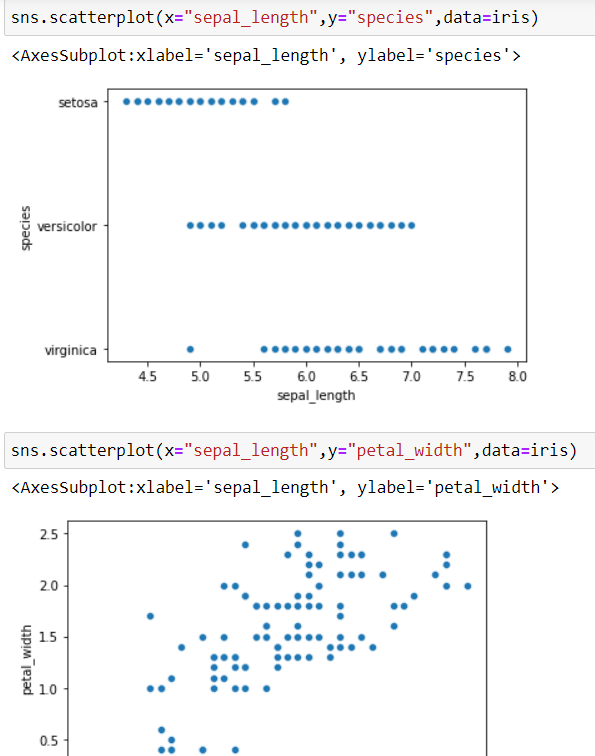 sns.scatterplot(x="sepal_length",y="species",data=iris)
<AxesSubplot:xlabel='sepal_length', ylabel='species'>
setosa
versicolor
virginica
species
4.5 5.0 5.5 6.0 6.5 7.0 7.5 8.0
sepal_length
sns.scatterplot(x="sepal_length",y="petal_width",data=iris)
<AxesSubplot:xlabel='sepal_length', ylabel='petal_width'>
2.5
2.0
1.5
1.0
0.5
petal_width